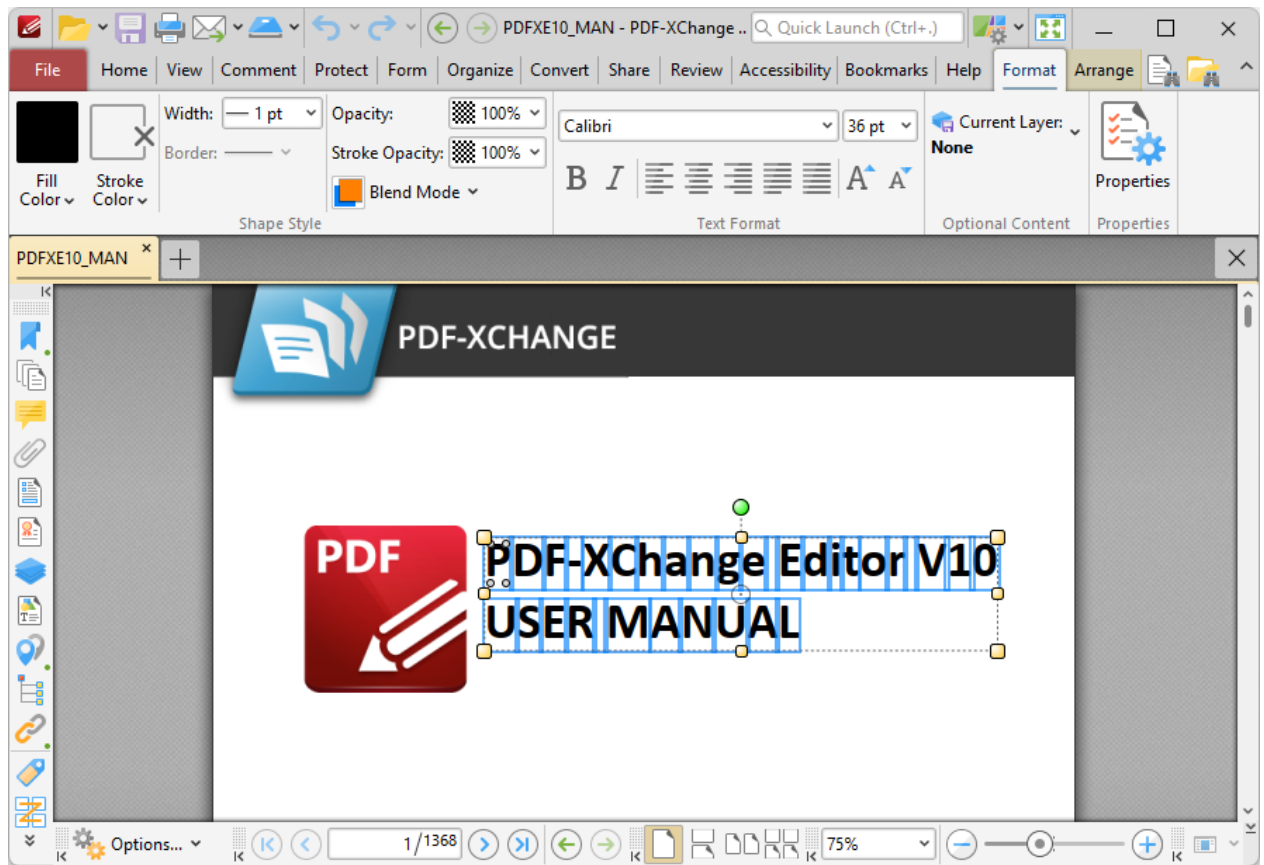 PDFXE10_MAN - PDF-XChange ..
Quick Launch (Ctrl+.)
File Home View Comment Protect Form Organize Convert Share Review Accessibility Bookmarks Help Format Arrange
Width: 1 pt
Border:
Opacity: 100%
Stroke Opacity: 100%
Blend Mode
Fill Color
Stroke Color
Shape Style
Calibri 36 pt
B I A A
Text Format
Current Layer:
None
Optional Content
Properties
Properties
PDFXE10_MAN
PDF-XCHANGE
PDF
PDF-XChange Editor V10
USER MANUAL
Options... 1/1368 75%